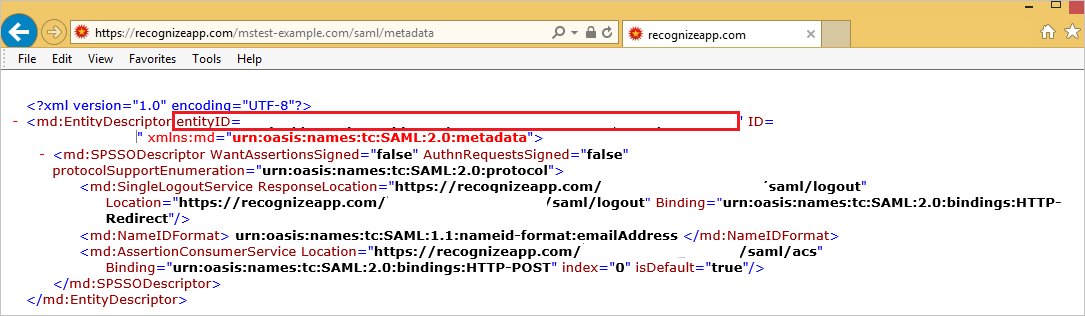 https://recognizeapp.com/mstest-example.com/saml/metadata
recognizeapp.com
File Edit View Favorites Tools Help
<?xml version="1.0" encoding="UTF-8"?>
- <md:EntityDescriptor entityID= " ID=
" xmlns:md="urn:oasis:names:tc:SAML:2.0:metadata">
- <md:SPSSODescriptor WantAssertionsSigned="false" AuthnRequestsSigned="false"
protocolSupportEnumeration="urn:oasis:names:tc:SAML:2.0:protocol">
<md:SingleLogoutService ResponseLocation="https://recognizeapp.com/ /saml/logout"
Location="https://recognizeapp.com/ /saml/logout" Binding="urn:oasis:names:tc:SAML:2.0:bindings:HTTP-
Redirect"/>
<md:NameIDFormat> urn:oasis:names:tc:SAML:1.1:nameid-format:emailAddress </md:NameIDFormat>
<md:AssertionConsumerService Location="https://recognizeapp.com/ /saml/acs"
Binding="urn:oasis:names:tc:SAML:2.0:bindings:HTTP-POST" index="0" isDefault="true"/>
</md:SPSSODescriptor>
</md:EntityDescriptor>